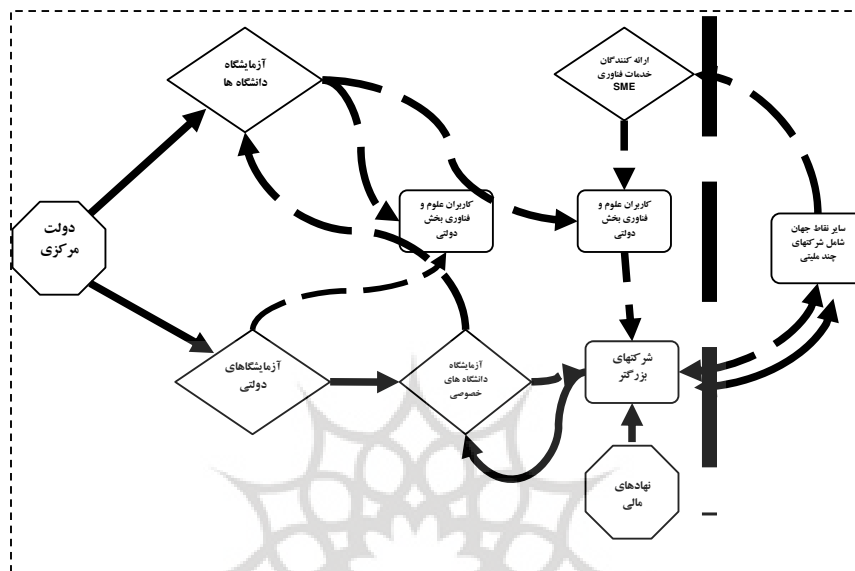 آزمایشگاه
دانشگاه ها
ارائه کنندگان
خدمات فناوری
SME
دولت
مرکزی
کاربران علوم و
فناوری بخش
دولتی
کاربران علوم و
فناوری بخش
دولتی
سایر نقاط جهان
شامل شرکتهای
چند ملیتی
آزمایشگاهای
دولتی
آزمایشگاه
دانشگاه های
خصوصی
شرکتهای
بزرگتر
نهادهای
مالی